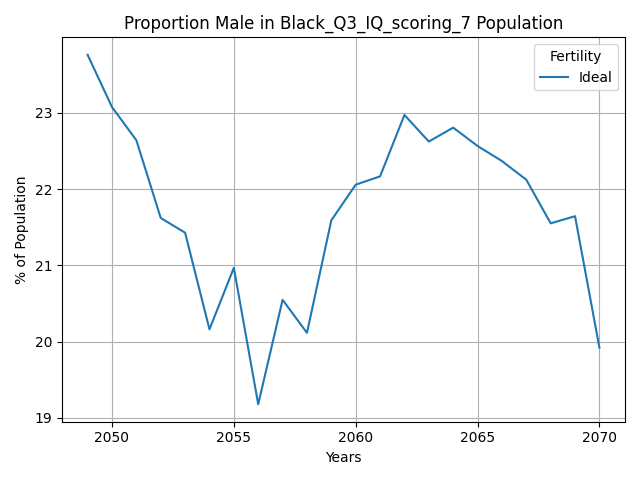 Proportion Male in Black_Q3_IQ_scoring_7 Population
Fertility
Ideal
% of Population
23
22
21
20
19
2050
2055
2060
2065
2070
Years